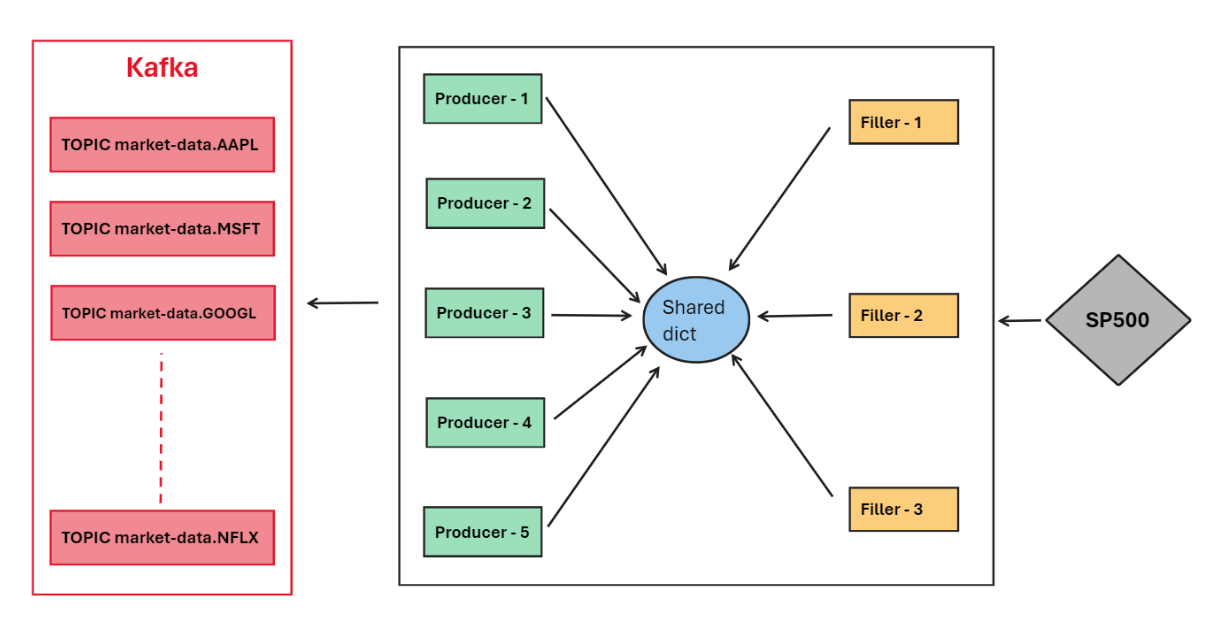 Kafka
TOPIC market-data.AAPL
TOPIC market-data.MSFT
TOPIC market-data.GOOGL
TOPIC market-data.NFLX
Producer - 1
Producer - 2
Producer - 3
Producer - 4
Producer - 5
Shared
dict
Filler - 1
Filler - 2
Filler - 3
SP500